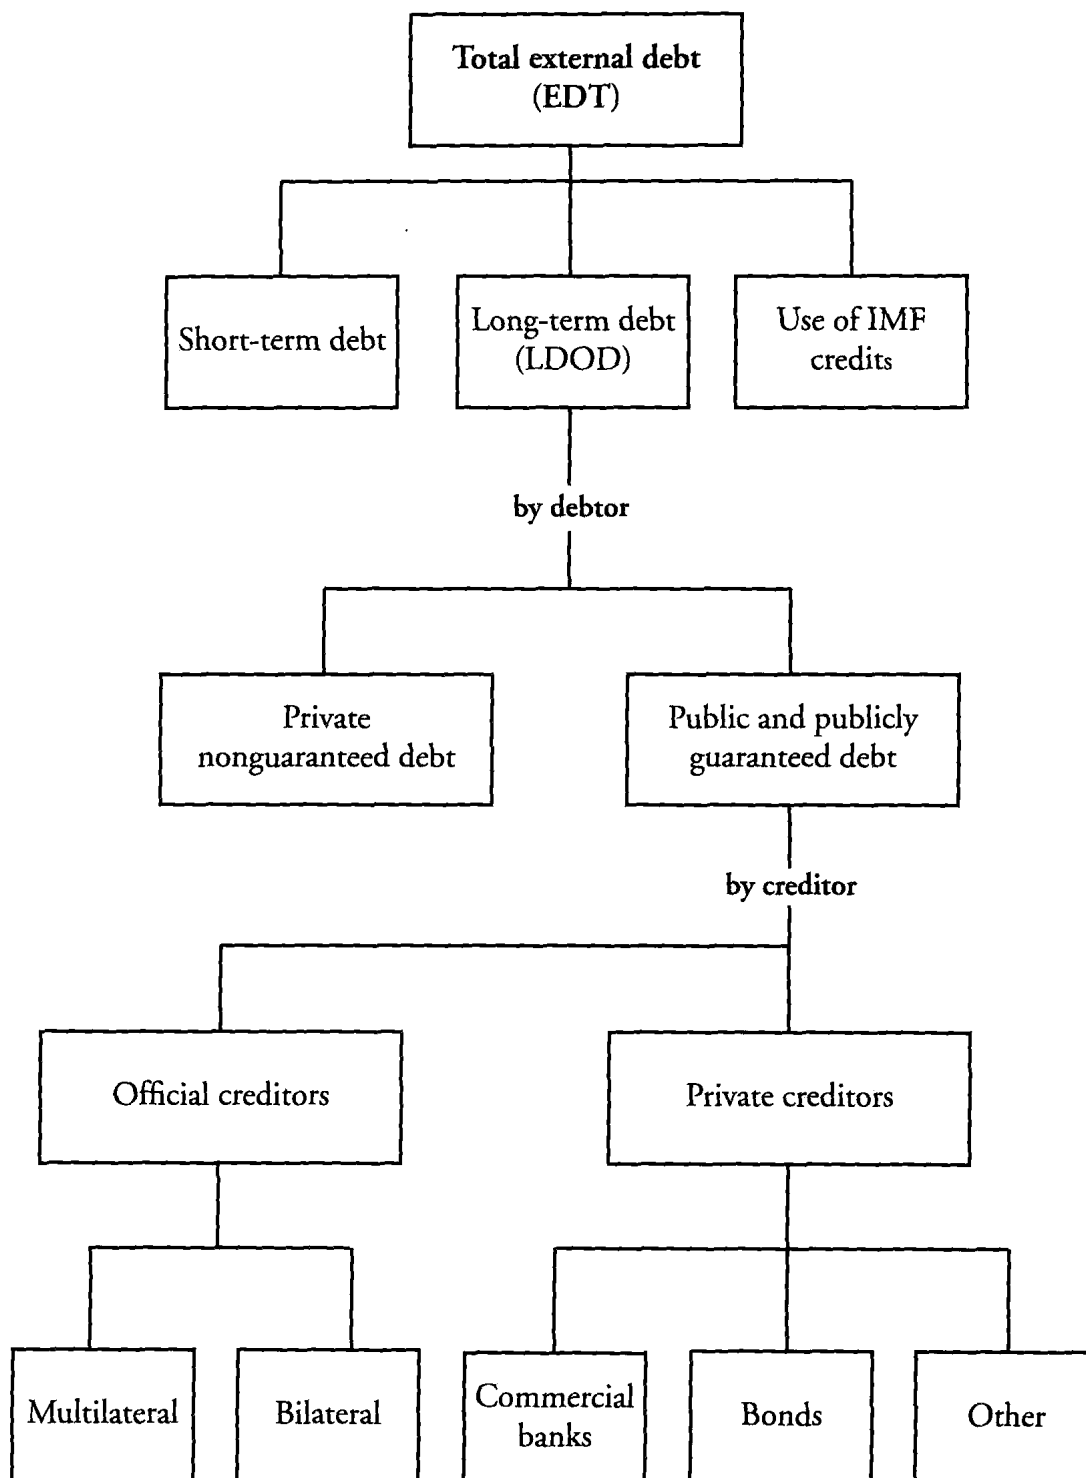 Total external debt
(EDT)
Short-term debt
Long-term debt
(LDOD)
Use of IMF
credits
by debtor
Private
nonguaranteed debt
Public and publicly
guaranteed debt
by creditor
Official creditors
Private creditors
Multilateral
Bilateral
Commercial
banks
Bonds
Other